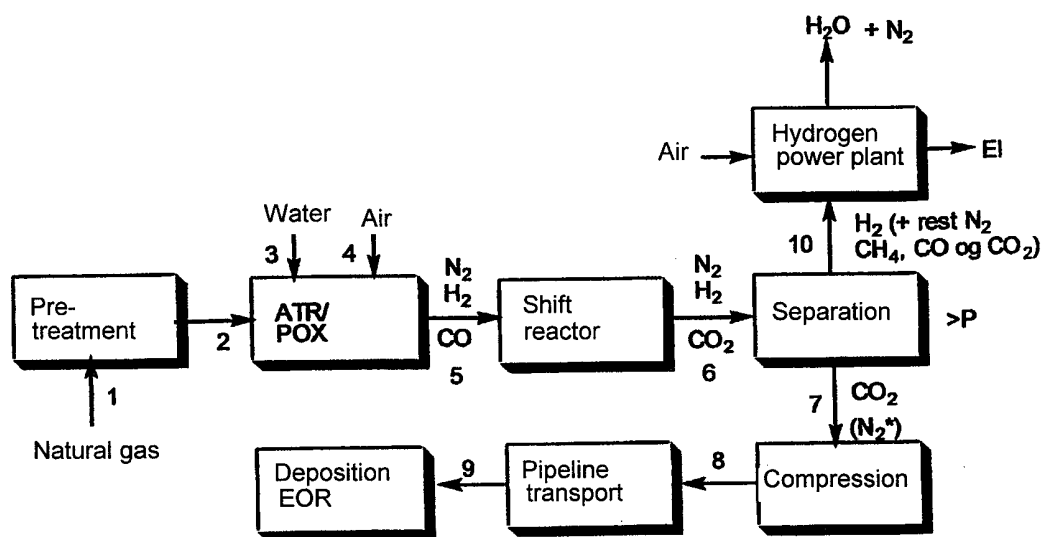 H₂O + N₂
Hydrogen
power plant
Air
El
Water
Air
3
4
10
H₂ (+ rest N₂
CH₄, CO og CO₂)
N₂
H₂
CO
5
N₂
H₂
CO₂
6
Pre-
treatment
2
ATR/
POX
Shift
reactor
Separation
>P
1
Natural gas
7
CO₂
(N₂*)
Deposition
EOR
9
Pipeline
transport
8
Compression